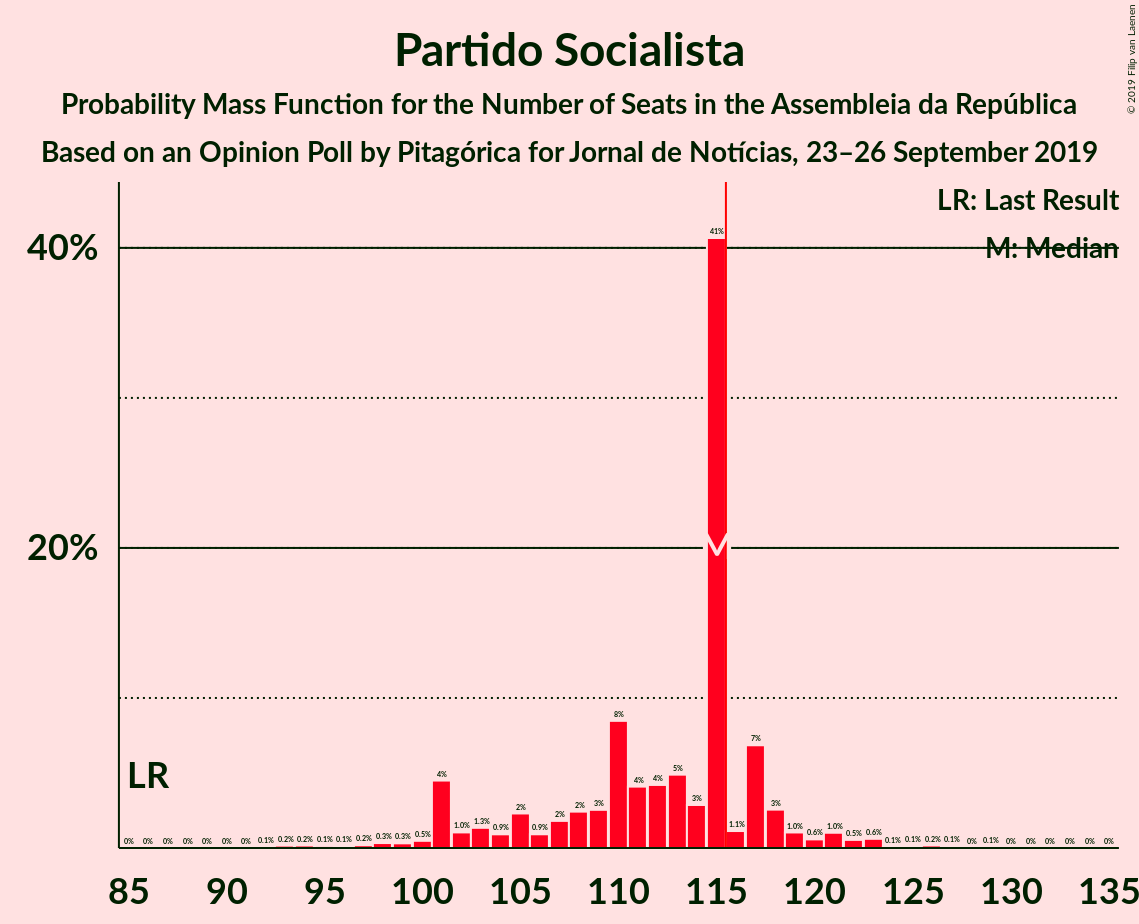 Partido Socialista
Probability Mass Function for the Number of Seats in the Assembleia da República
Based on an Opinion Poll by Pitagórica for Jornal de Notícias, 23–26 September 2019
© 2019 Filip van Laenen
LR: Last Result
M: Median
40%
20%
41%
M
LR
0% 0% 0% 0% 0% 0% 0% 0.1% 0.2% 0.2% 0.1% 0.1% 0.2% 0.3% 0.3% 0.5% 4% 1.0% 1.3% 0.9% 2% 0.9% 2% 2% 3% 8% 4% 4% 5% 3% 1.1% 7% 3% 1.0% 0.6% 1.0% 0.5% 0.6% 0.1% 0.1% 0.2% 0.1% 0% 0.1% 0% 0% 0% 0% 0% 0%
85 90 95 100 105 110 115 120 125 130 135